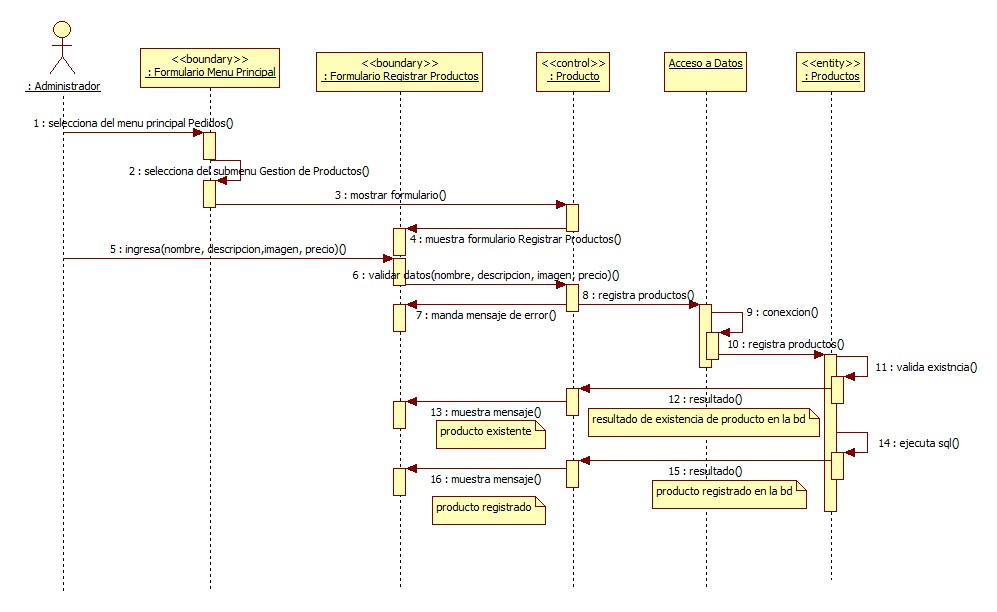 : Administrador
<<boundary>>
: Formulario Menu Principal
<<boundary>>
: Formulario Registrar Productos
<<control>>
: Producto
Acceso a Datos
<<entity>>
: Productos
1 : selecciona del menu principal Pedidos()
2 : selecciona del submenu Gestion de Productos()
3 : mostrar formulario()
4 : muestra formulario Registrar Productos()
5 : ingresa(nombre, descripcion,imagen, precio)()
6 : validar datos(nombre, descripcion, imagen, precio)()
8 : registra productos()
7 : manda mensaje de error()
9 : conexcion()
10 : registra productos()
11 : valida existncia()
12 : resultado()
resultado de existencia de producto en la bd
13 : muestra mensaje()
producto existente
14 : ejecuta sql()
15 : resultado()
producto registrado en la bd
16 : muestra mensaje()
producto registrado